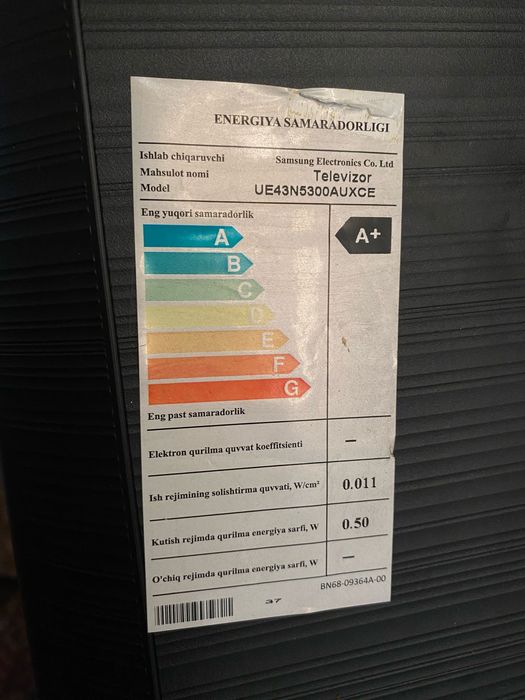 ENERGIYA SAMARADORLIGI
Ishlab chiqaruvchi Samsung Electronics Co. Ltd
Mahsulot nomi Televizor
Model UE43N5300AUXCE
Eng yuqori samaradorlik
A A+
B
C
D
E
F
G
Eng past samaradorlik
Elektron qurilma quvvat koeffitsienti —
Ish rejimining solishtirma quvvati, W/cm² 0.011
Kutish rejimda qurilma energiya sarfi, W 0.50
O'chiq rejimda qurilma energiya sarfi, W —
BN68-09364A-00
37